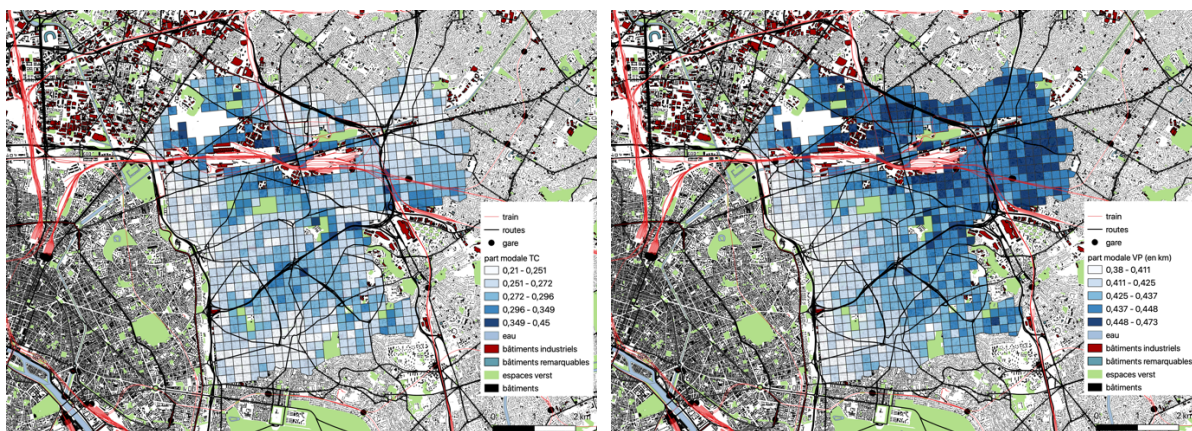 train
routes
gare
part modale TC
0,21 - 0,251
0,251 - 0,272
0,272 - 0,296
0,296 - 0,349
0,349 - 0,45
eau
bâtiments industriels
bâtiments remarquables
espaces verst
bâtiments
0 2 km
train
routes
gare
part modale VP (en km)
0,38 - 0,411
0,411 - 0,425
0,425 - 0,437
0,437 - 0,448
0,448 - 0,473
eau
bâtiments industriels
bâtiments remarquables
espaces verst
bâtiments
0 1 2 km